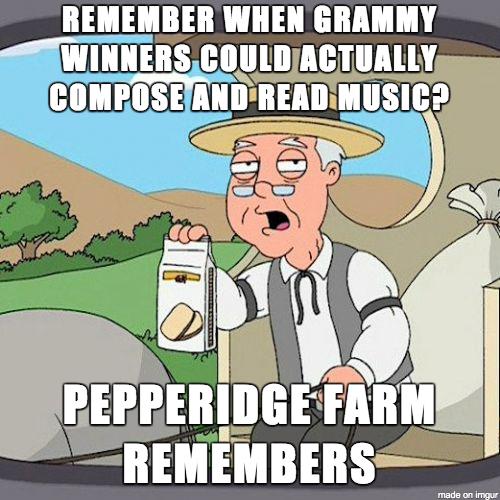 REMEMBER WHEN GRAMMY
WINNERS COULD ACTUALLY
COMPOSE AND READ MUSIC?
PEPPERIDGE FARM
REMEMBERS
made on imgur